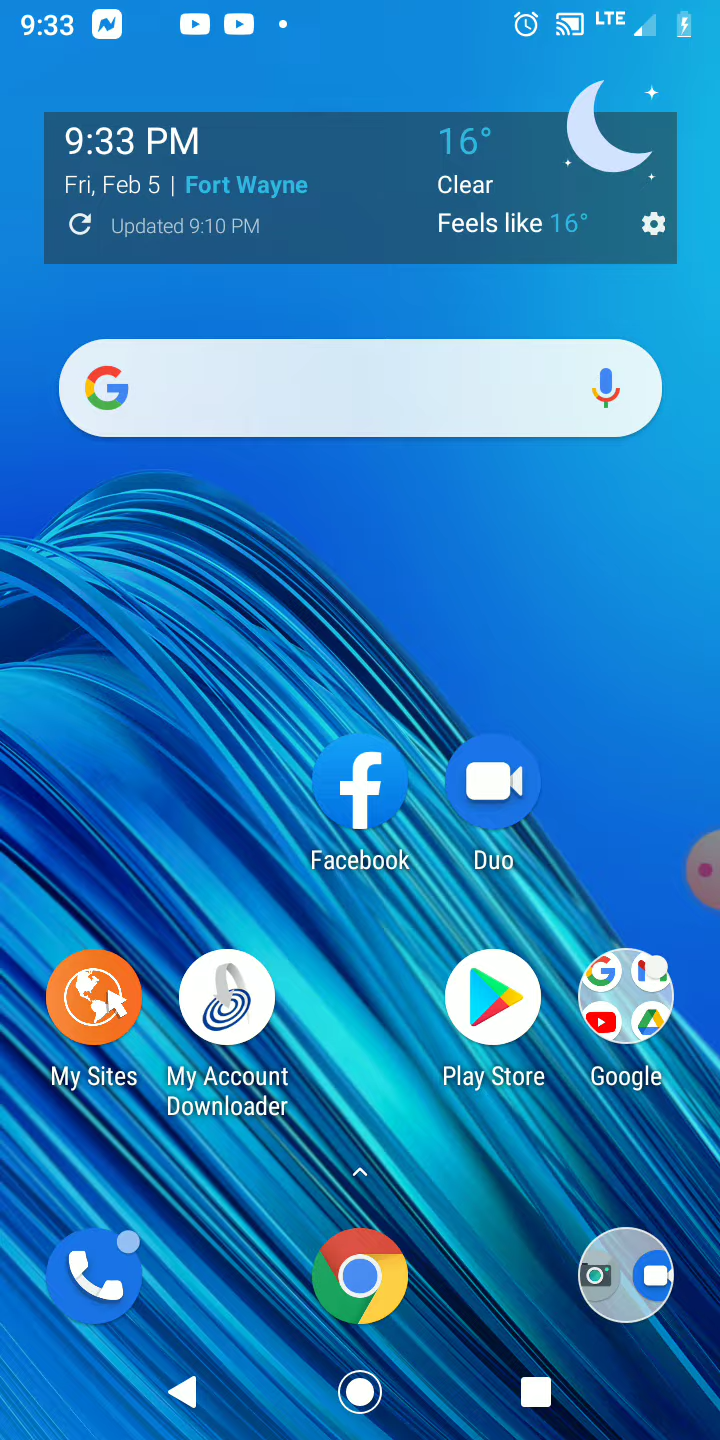 9:33
LTE
9:33 PM
16°
Fri, Feb 5 | Fort Wayne
Clear
Updated 9:10 PM
Feels like 16°
Facebook
Duo
My Sites
My Account
Downloader
Play Store
Google